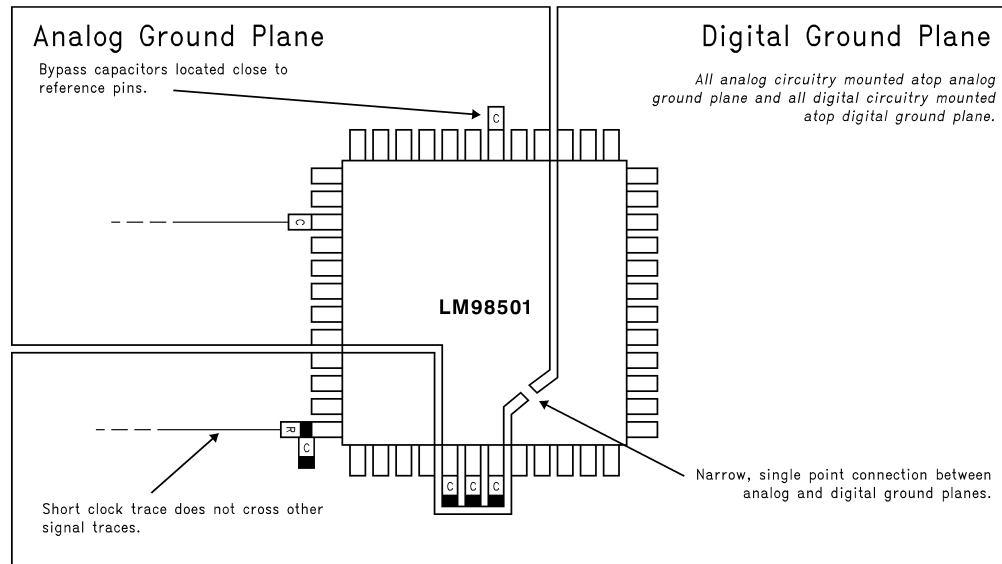 Analog Ground Plane
Digital Ground Plane
Bypass capacitors located close to
reference pins.
All analog circuitry mounted atop analog
ground plane and all digital circuitry mounted
atop digital ground plane.
C
C
LM98501
R
C
C C C
Narrow, single point connection between
analog and digital ground planes.
Short clock trace does not cross other
signal traces.